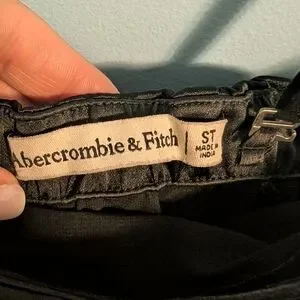 Abercrombie & Fitch
ST
MADE IN
INDIA